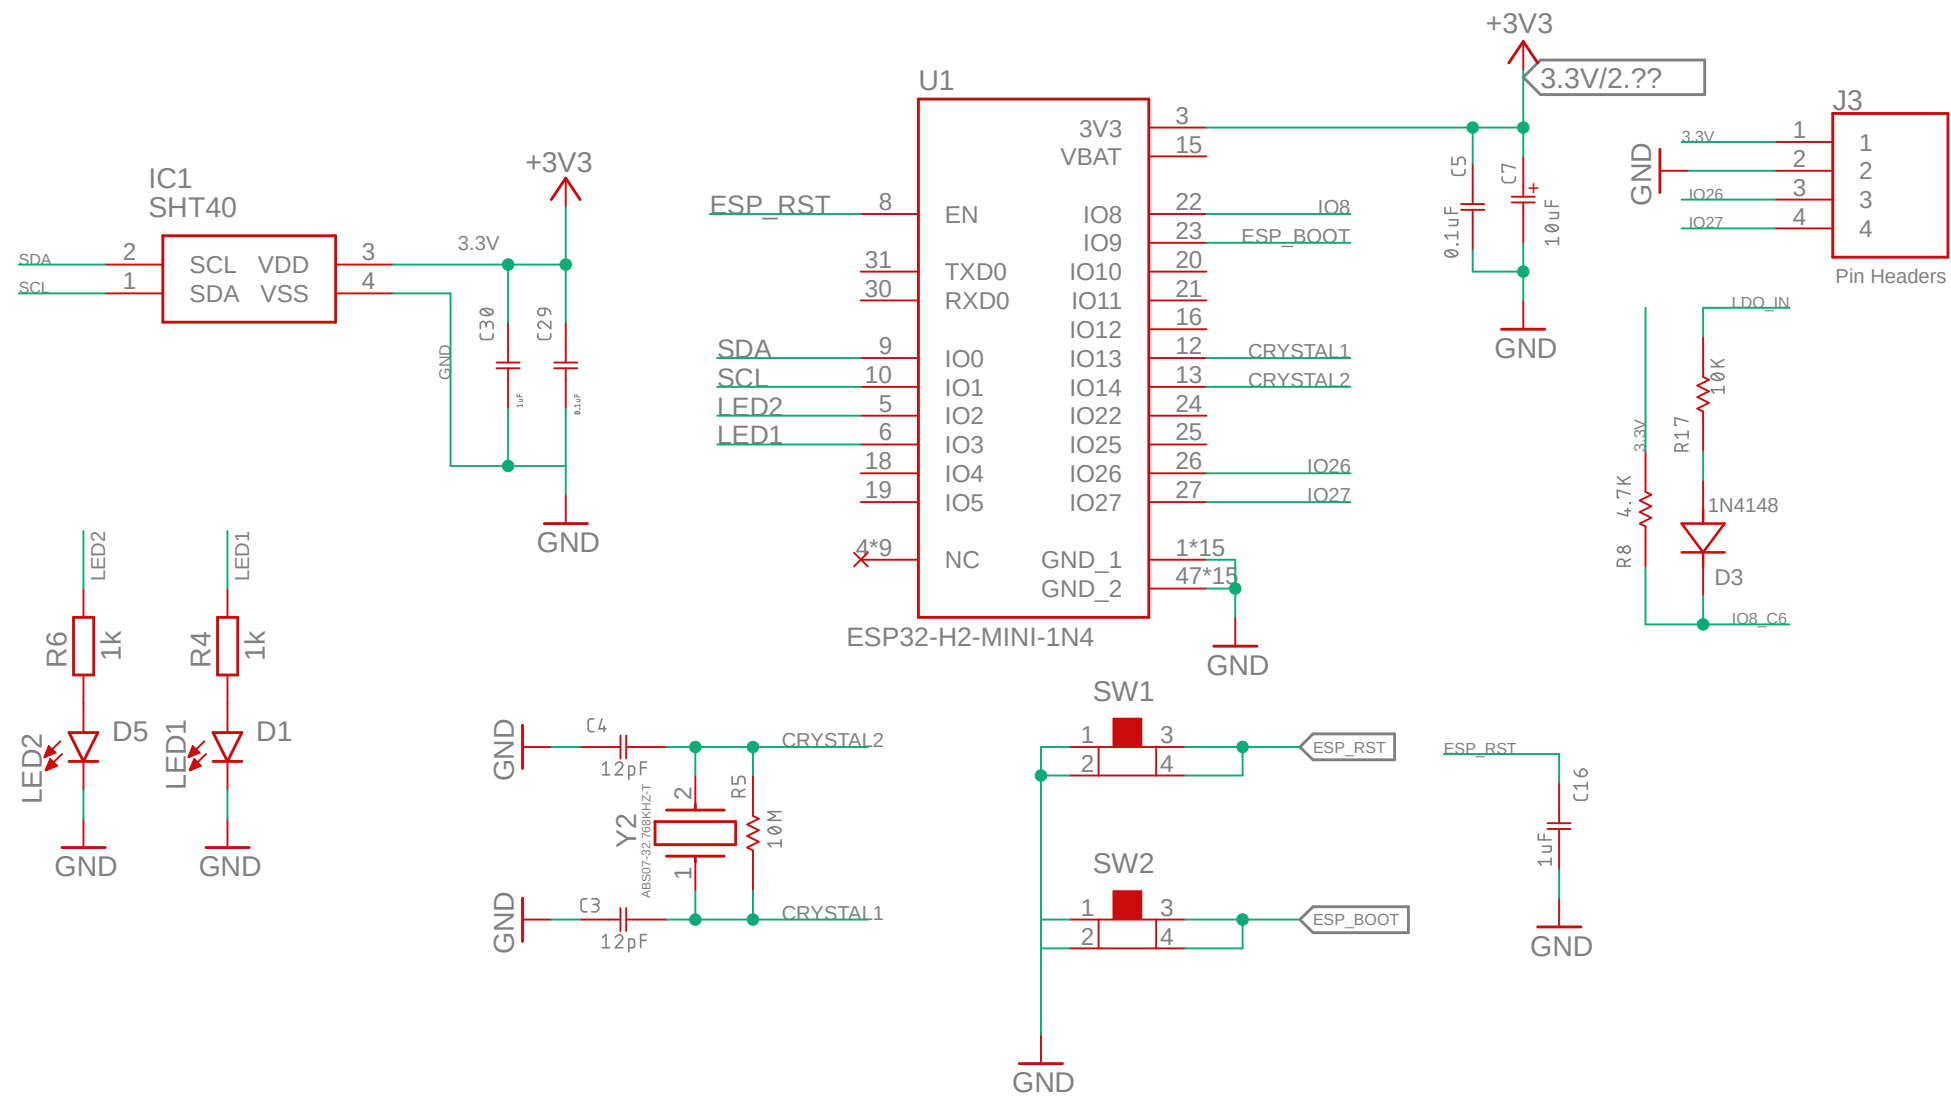 IC1
SHT40
SDA
SCL
2
1
SCL VDD
SDA VSS
3
4
3.3V
+3V3
GND
C30
1uF
C29
0.1uF
GND
LED2
R6
1k
LED2
D5
GND
LED1
R4
1k
LED1
D1
GND
U1
ESP_RST
8
EN
31
TXD0
30
RXD0
SDA
9
IO0
SCL
10
IO1
LED2
5
IO2
LED1
6
IO3
18
IO4
19
IO5
4*9
NC
3V3
3
VBAT
15
IO8
22
IO8
IO9
23
ESP_BOOT
IO10
20
IO11
21
IO12
16
IO13
12
CRYSTAL1
IO14
13
CRYSTAL2
IO22
24
IO25
25
IO26
26
IO26
IO27
27
IO27
GND_1
1*15
GND_2
47*15
GND
ESP32-H2-MINI-1N4
+3V3
3.3V/2.??
C5
0.1uF
C7
+
10uF
GND
J3
3.3V
1
1
GND
2
2
IO26
3
3
IO27
4
4
Pin Headers
LDO_IN
10K
R17
3.3V
4.7K
R8
1N4148
D3
IO8_C6
GND
C4
12pF
CRYSTAL2
2
R5
10M
Y2
ABS07-32.768KHZ-T
1
GND
C3
12pF
CRYSTAL1
SW1
1
2
3
4
ESP_RST
SW2
1
2
3
4
ESP_BOOT
GND
ESP_RST
C16
1uF
GND